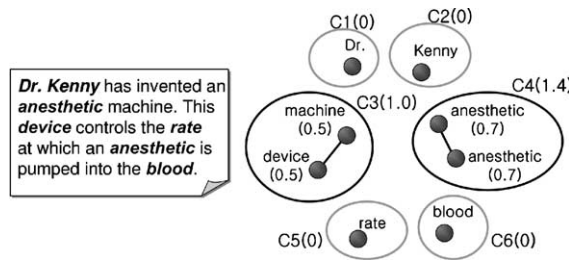 Dr. Kenny has invented an
anesthetic machine. This
device controls the rate
at which an anesthetic is
pumped into the blood.
C1(0)
Dr.
C2(0)
Kenny
C3(1.0)
machine
(0.5)
device
(0.5)
C4(1.4)
anesthetic
(0.7)
anesthetic
(0.7)
C5(0)
rate
blood
C6(0)